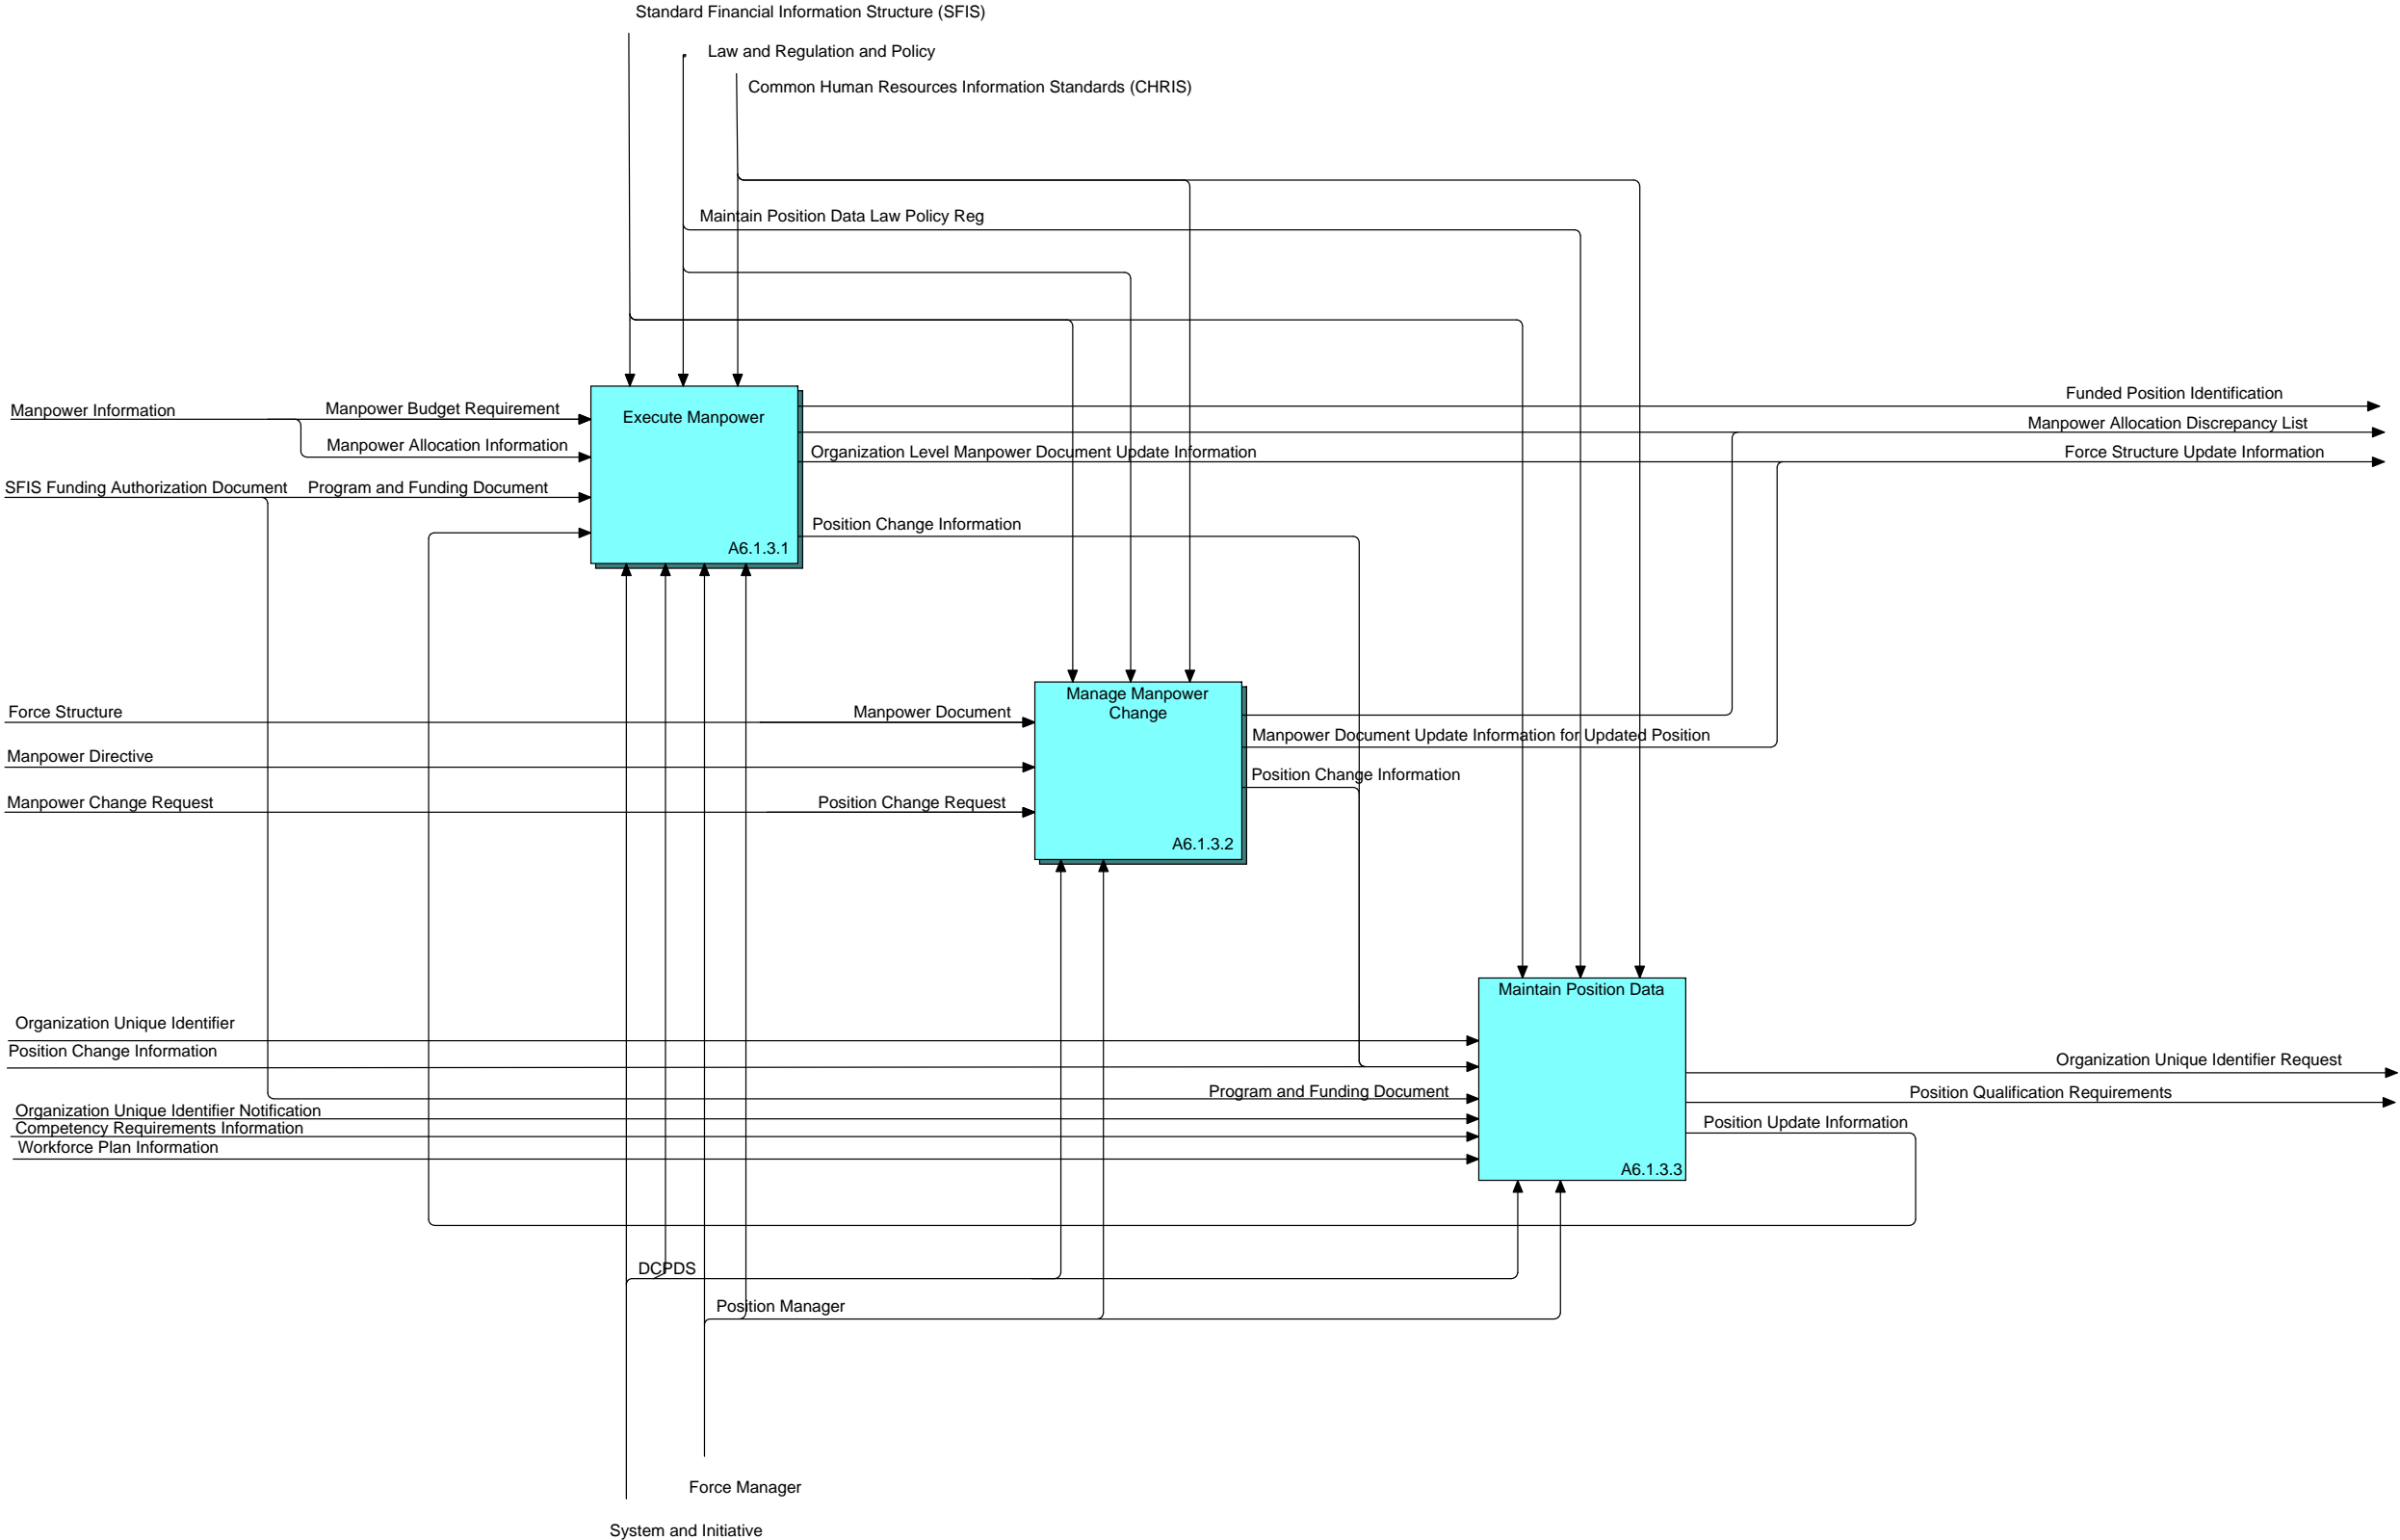 Standard Financial Information Structure (SFIS)
Law and Regulation and Policy
Common Human Resources Information Standards (CHRIS)
Maintain Position Data Law Policy Reg
Funded Position Identification
Manpower Information
Manpower Budget Requirement
Execute Manpower
Manpower Allocation Discrepancy List
Manpower Allocation Information
Organization Level Manpower Document Update Information
Force Structure Update Information
SFIS Funding Authorization Document
Program and Funding Document
Position Change Information
A6.1.3.1
Manage Manpower
Change
Force Structure
Manpower Document
Manpower Document Update Information for Updated Position
Manpower Directive
Position Change Information
Manpower Change Request
Position Change Request
A6.1.3.2
Maintain Position Data
Organization Unique Identifier
Position Change Information
Organization Unique Identifier Request
Program and Funding Document
Position Qualification Requirements
Organization Unique Identifier Notification
Competency Requirements Information
Position Update Information
Workforce Plan Information
A6.1.3.3
DCPDS
Position Manager
Force Manager
System and Initiative